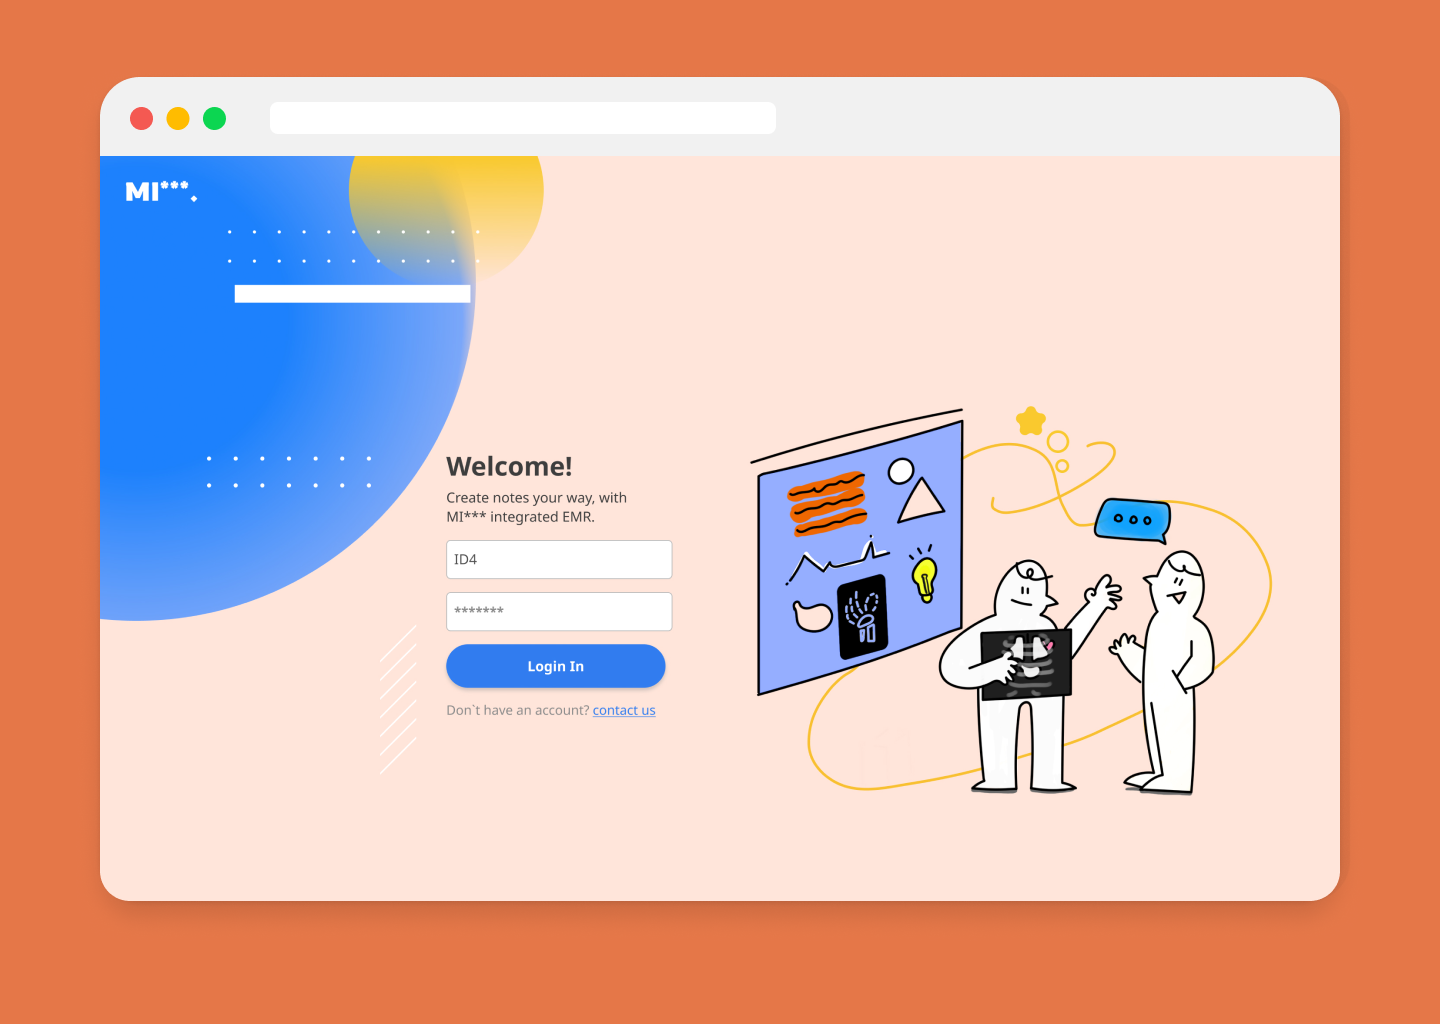 MI***.
Welcome!
Create notes your way, with
MI*** integrated EMR.
ID4
*******
Login In
Don`t have an account? contact us